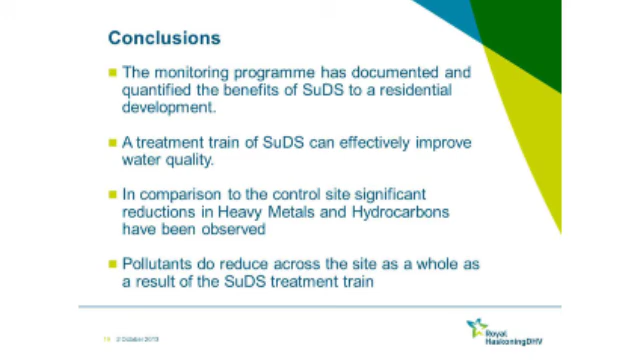 Conclusions
The monitoring programme has documented and
quantified the benefits of SuDS to a residential
development.
A treatment train of SuDS can effectively improve
water quality.
In comparison to the control site significant
reductions in Heavy Metals and Hydrocarbons
have been observed
Pollutants do reduce across the site as a whole as
a result of the SuDS treatment train
2 October 2013
Royal
HaskoningDHV